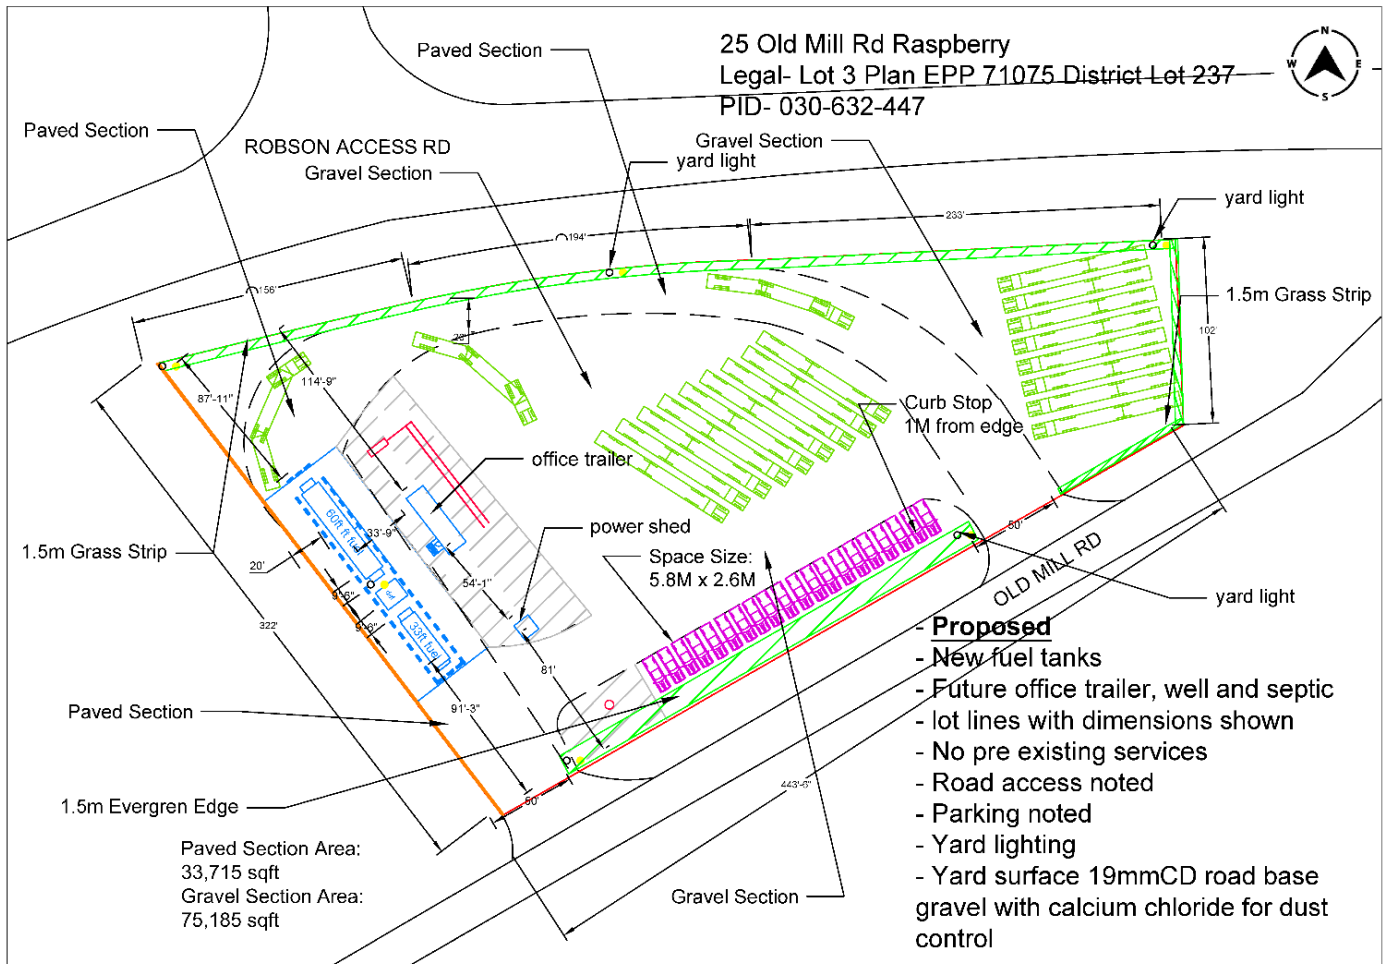 25 Old Mill Rd Raspberry
Legal- Lot 3 Plan EPP 71075 District Lot 237
PID- 030-632-447
N
W
E
S
Paved Section
Paved Section
ROBSON ACCESS RD
Gravel Section
Gravel Section
yard light
yard light
233'
194'
156'
1.5m Grass Strip
102'
23'
114'-9"
87'-11"
Curb Stop
1M from edge
office trailer
60ft ft fuel
33'-9"
power shed
Space Size:
5.8M x 2.6M
1.5m Grass Strip
20'
54'-1"
9'-6"
9'-6"
33ft fuel
322'
50'
OLD MILL RD
yard light
81'
91'-3"
Paved Section
1.5m Evergren Edge
50'
443'-6"
Paved Section Area:
33,715 sqft
Gravel Section Area:
75,185 sqft
Gravel Section
- Proposed
- New fuel tanks
- Future office trailer, well and septic
- lot lines with dimensions shown
- No pre existing services
- Road access noted
- Parking noted
- Yard lighting
- Yard surface 19mmCD road base
gravel with calcium chloride for dust
control